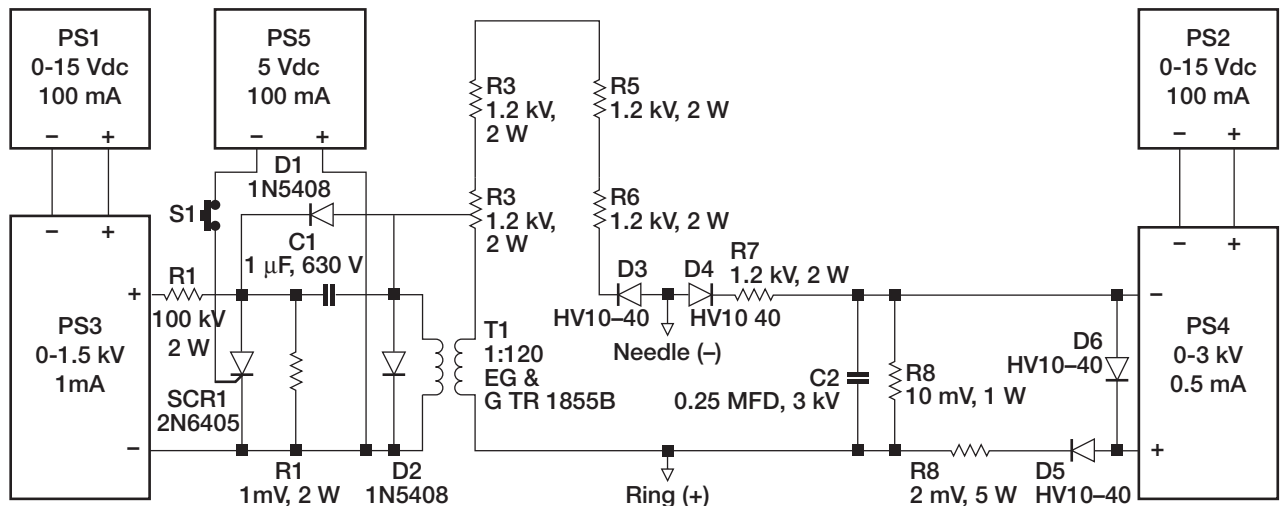 PS1
0-15 Vdc
100 mA
− +
PS5
5 Vdc
100 mA
− +
PS2
0-15 Vdc
100 mA
− +
R3
1.2 kV,
2 W
R5
1.2 kV, 2 W
D1
1N5408
R3
1.2 kV,
2 W
R6
1.2 kV, 2 W
S1
− +
PS3
0-1.5 kV
1mA
+
−
R1
100 kV
2 W
C1
1 μF, 630 V
SCR1
2N6405
R1
1mV, 2 W
D2
1N5408
T1
1:120
EG &
G TR 1855B
D3
HV10–40
D4
HV10 40
R7
1.2 kV, 2 W
Needle (−)
Ring (+)
C2
0.25 MFD, 3 kV
R8
10 mV, 1 W
D6
HV10–40
R8
2 mV, 5 W
D5
HV10–40
− +
−
PS4
0-3 kV
0.5 mA
+